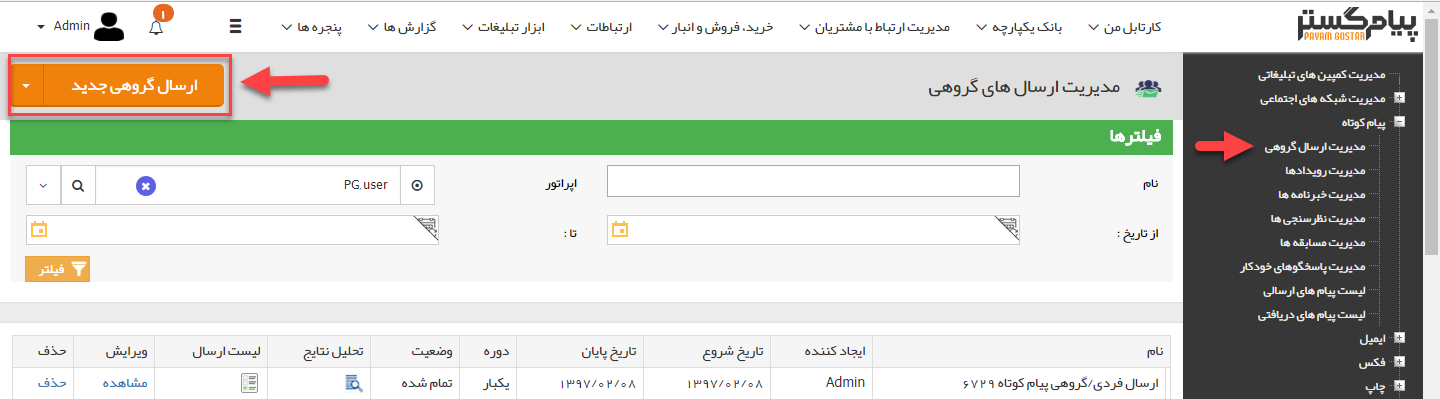 پیام گستر
PAYAM GOSTAR
کارتابل من
بانک یکپارچه
مدیریت ارتباط با مشتریان
خرید، فروش و انبار
ارتباطات
ابزار تبلیغات
گزارش ها
پنجره ها
۱
Admin
مدیریت کمپین های تبلیغاتی
مدیریت شبکه های اجتماعی
پیام کوتاه
مدیریت ارسال گروهی
مدیریت رویدادها
مدیریت خبرنامه ها
مدیریت نظرسنجی ها
مدیریت مسابقه ها
مدیریت پاسخگوهای خودکار
لیست پیام های ارسالی
لیست پیام های دریافتی
ایمیل
فکس
چاپ
مدیریت ارسال های گروهی
ارسال گروهی جدید
فیلترها
نام
اپراتور
PG.user
از تاریخ :
تا :
فیلتر
نام ایجاد کننده تاریخ شروع تاریخ پایان دوره وضعیت تحلیل نتایج لیست ارسال ویرایش حذف
ارسال فردی/گروهی پیام کوتاه ۶۷۲۹ Admin ۱۳۹۷/۰۲/۰۸ ۱۳۹۷/۰۲/۰۸ یکبار تمام شده مشاهده حذف